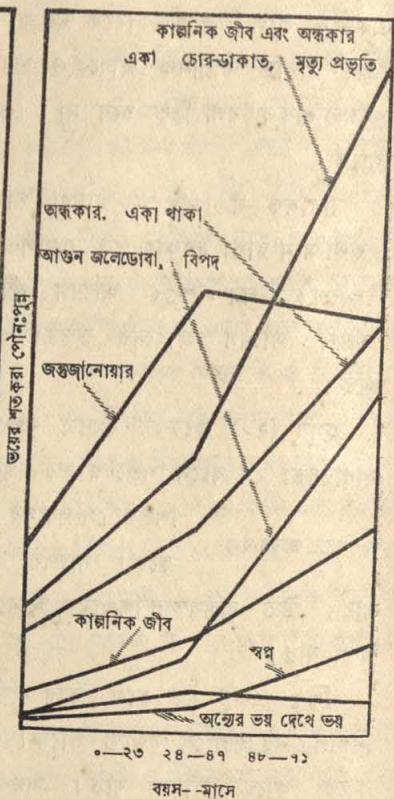 কাল্পনিক জীব এবং অন্ধকার
একা চোর-ডাকাত, মৃত্যু প্রভৃতি
অন্ধকার. একা থাকা
আগুন জলেডোবা, বিপদ
জন্তুজানোয়ার
ভয়ের শতকরা পৌনঃপুন্য
কাল্পনিক জীব
স্বপ্ন
অন্যের ভয় দেখে ভয়
০—২৩ ২৪—৪৭ ৪৮—৭১
বয়স--মাসে